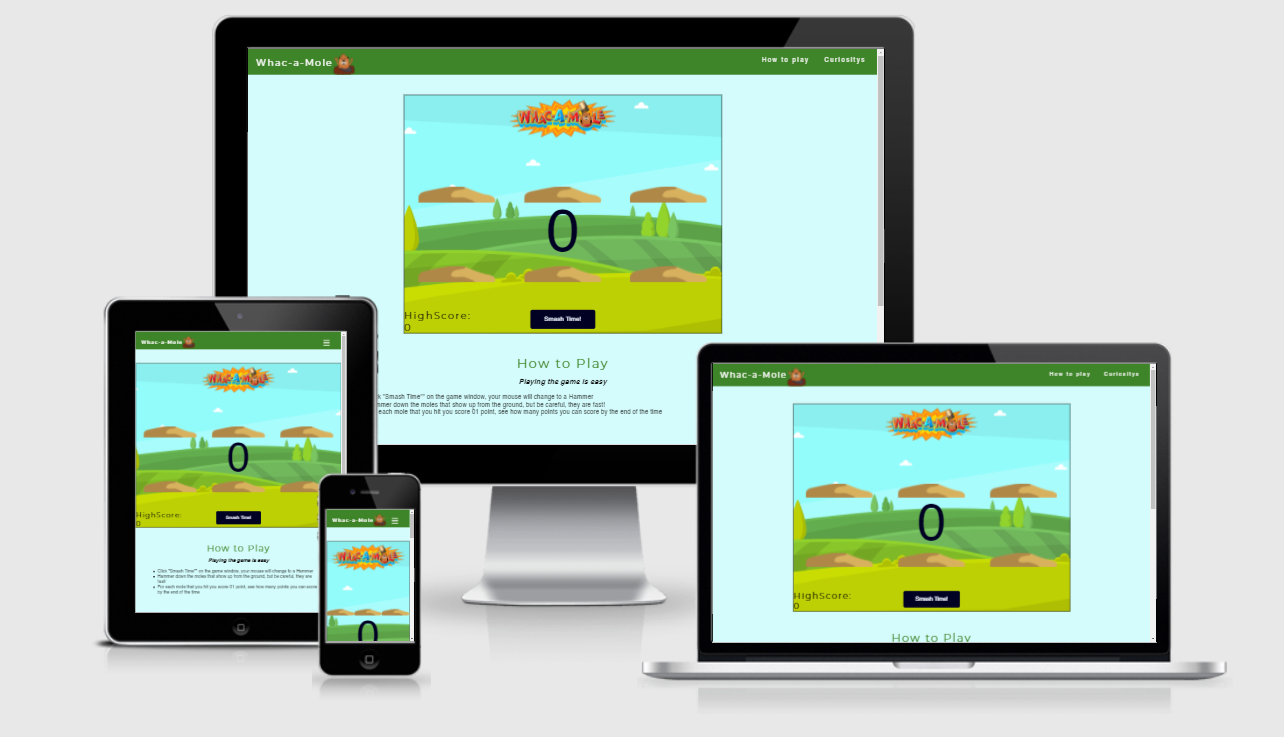 Whac-a-Mole
How to play Curiositys
WHAC-A-MOLE
0
HighScore:
0
Smash Time!
How to Play
Playing the game is easy
k "Smash Time"" on the game window, your mouse will change to a Hammer
mmer down the moles that show up from the ground, but be careful, they are fast!
each mole that you hit you score 01 point, see how many points you can score by the end of the time
Whac-a-Mole
WHAC-A-MOLE
0
HighScore:
0
Smash Time!
How to Play
Playing the game is easy
Click "Smash Time"" on the game window, your mouse will change to a Hammer
Hammer down the moles that show up from the ground, but be careful, they are
fast!
For each mole that you hit you score 01 point, see how many points you can score
by the end of the time
Whac-a-Mole
WHAC-A-MOLE
0
Whac-a-Mole
How to play Curiositys
WHAC-A-MOLE
0
HighScore:
0
Smash Time!
How to Play